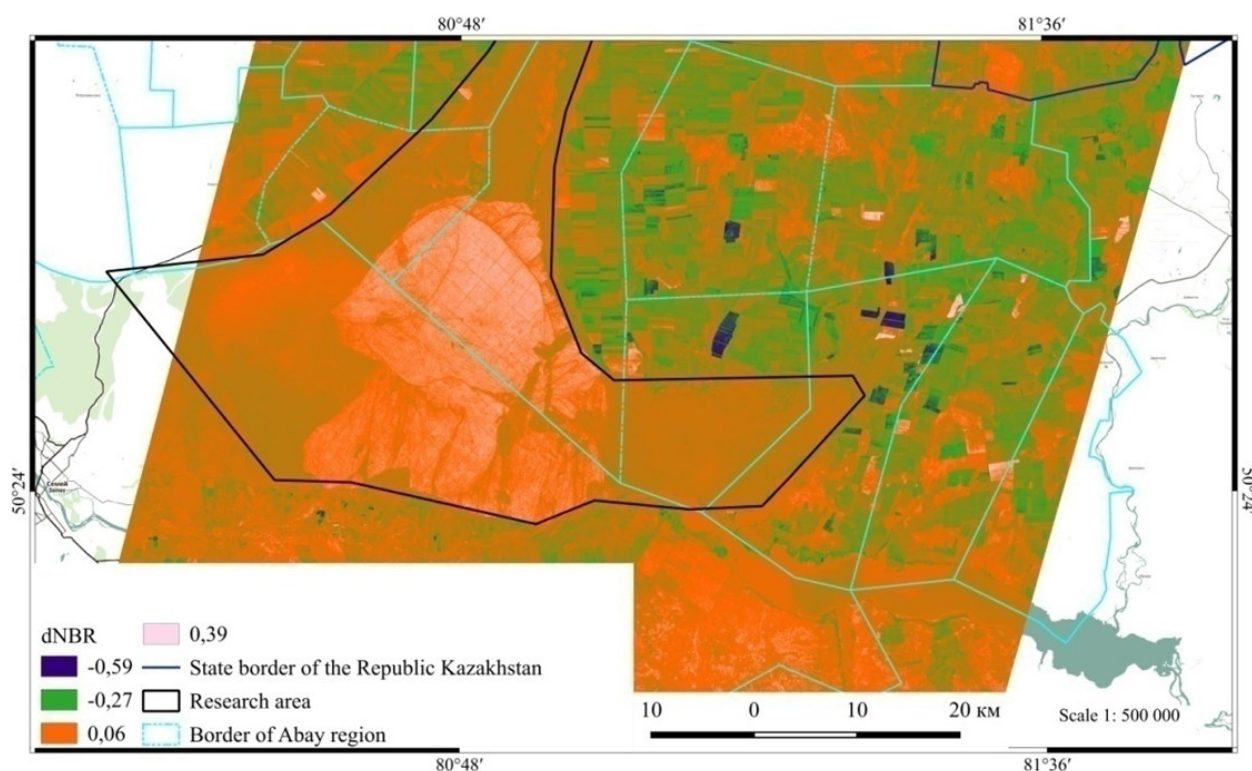 80°48′ 81°36′
50°24′
50°24′
Семей
dNBR
0,39
-0,59
State border of the Republic Kazakhstan
-0,27
Research area
0,06
Border of Abay region
10 0 10 20 км
Scale 1: 500 000
80°48′ 81°36′